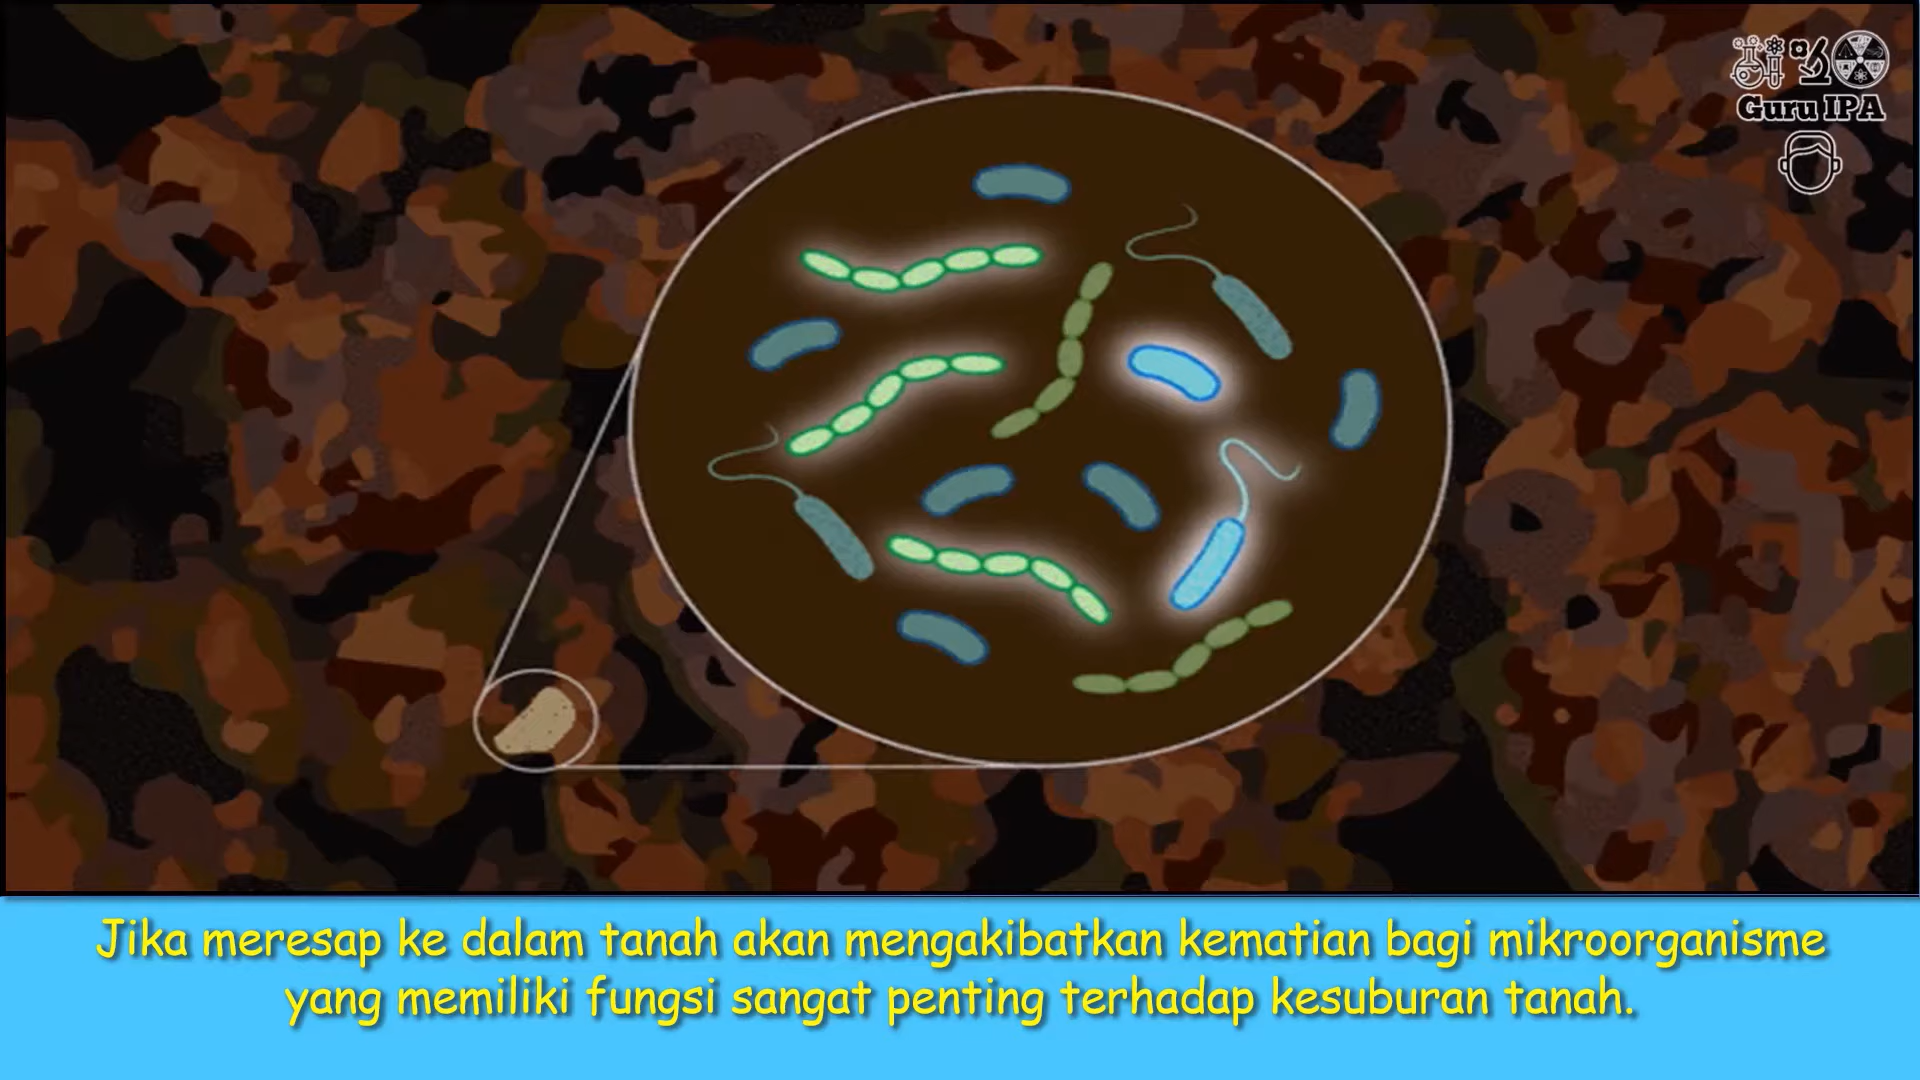 Guru IPA
Jika meresap ke dalam tanah akan mengakibatkan kematian bagi mikroorganisme
yang memiliki fungsi sangat penting terhadap kesuburan tanah.